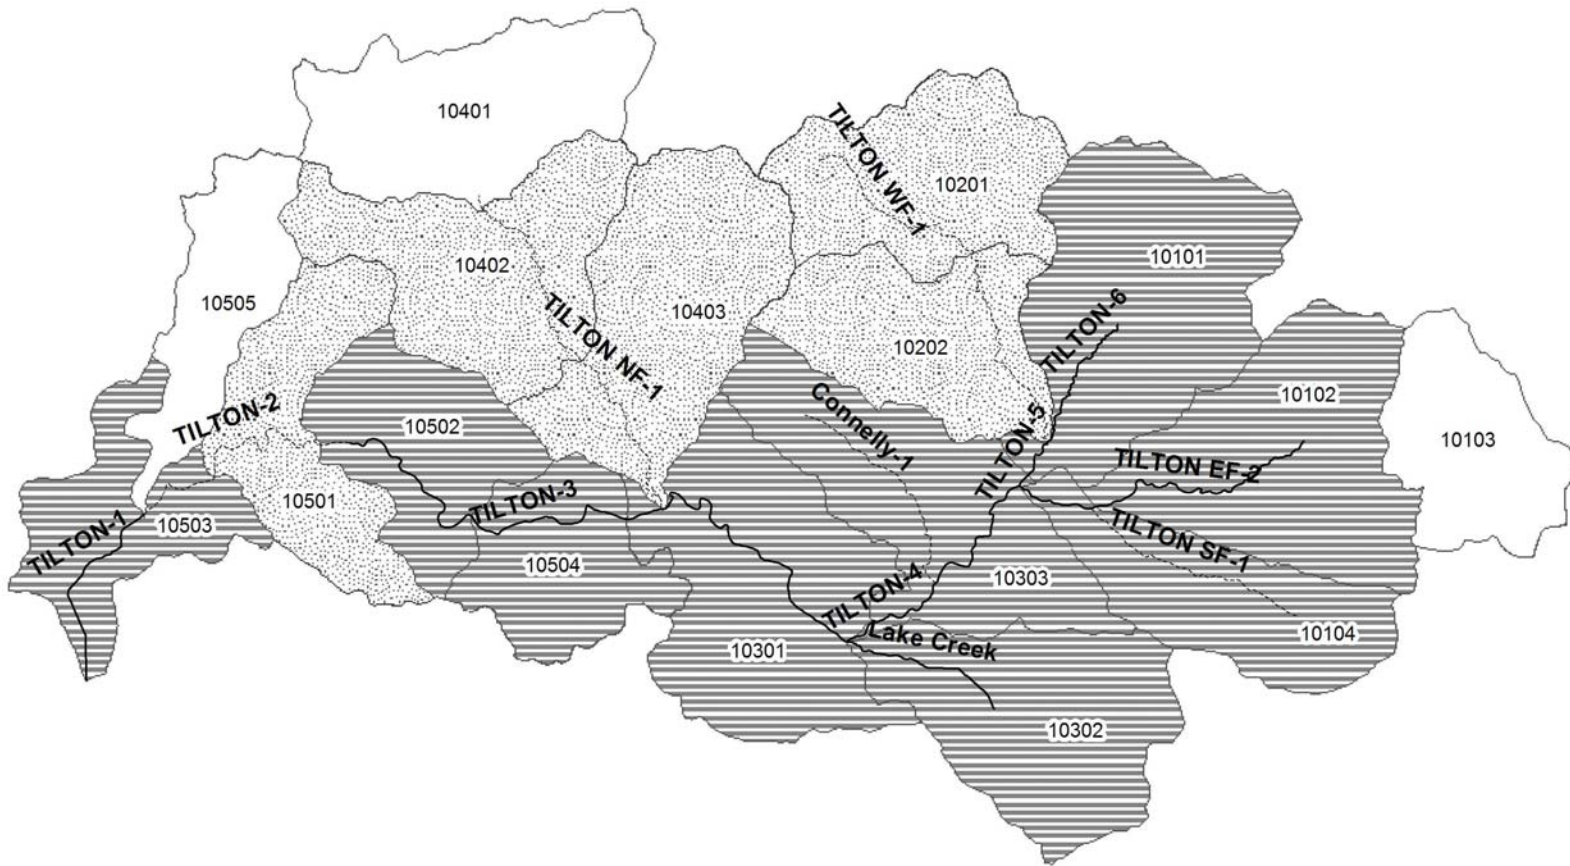 10401
TILTON WF-1
10201
10402
10101
10505
TILTON NF-1
10403
10202
TILTON-6
TILTON-2
10502
Connelly-1
TILTON-5
10102
10103
TILTON EF-2
10501
TILTON-3
TILTON-1
10503
TILTON SF-1
10504
TILTON-4
10303
10301
Lake Creek
10104
10302